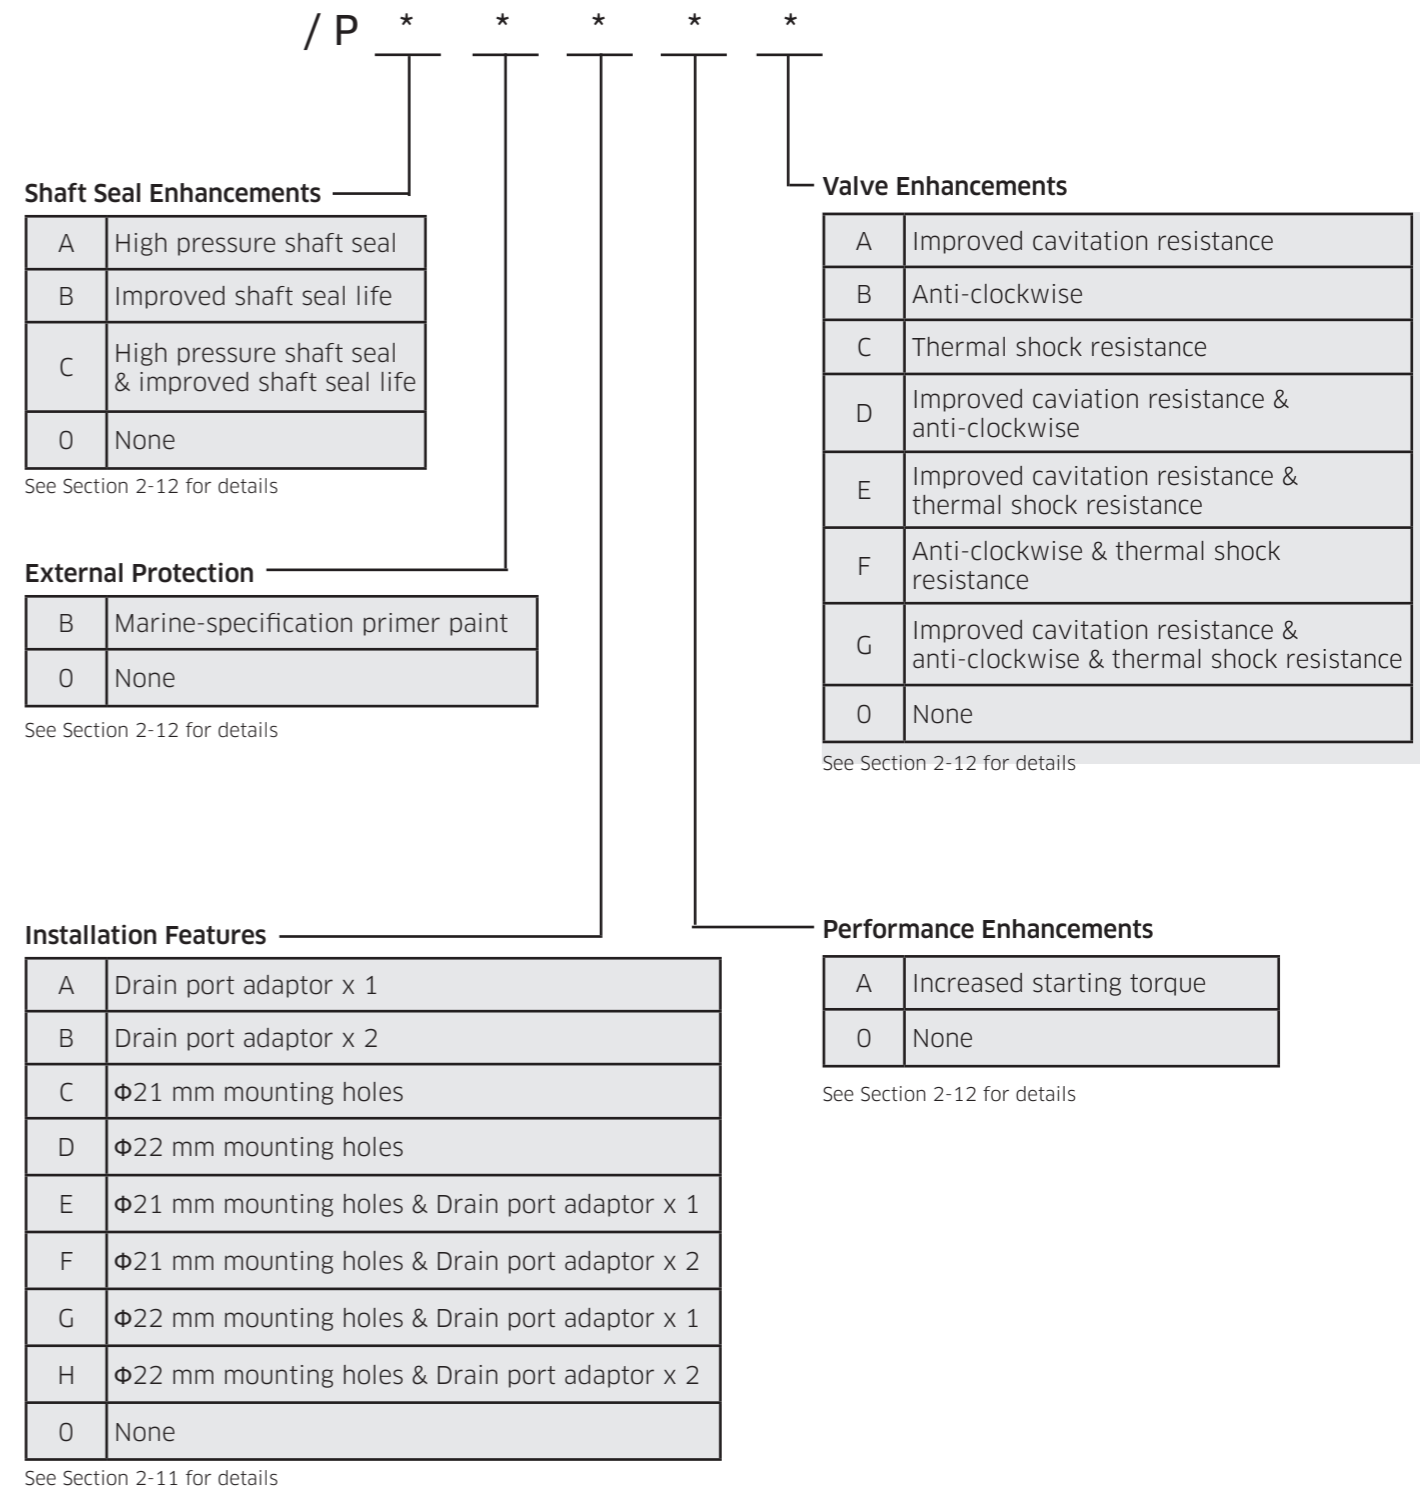 / P * * * * *
Shaft Seal Enhancements
A High pressure shaft seal
B Improved shaft seal life
C High pressure shaft seal
& improved shaft seal life
0 None
See Section 2-12 for details
External Protection
B Marine-specification primer paint
0 None
See Section 2-12 for details
Installation Features
A Drain port adaptor x 1
B Drain port adaptor x 2
C Φ21 mm mounting holes
D Φ22 mm mounting holes
E Φ21 mm mounting holes & Drain port adaptor x 1
F Φ21 mm mounting holes & Drain port adaptor x 2
G Φ22 mm mounting holes & Drain port adaptor x 1
H Φ22 mm mounting holes & Drain port adaptor x 2
0 None
See Section 2-11 for details
Valve Enhancements
A Improved cavitation resistance
B Anti-clockwise
C Thermal shock resistance
D Improved caviation resistance &
anti-clockwise
E Improved cavitation resistance &
thermal shock resistance
F Anti-clockwise & thermal shock
resistance
G Improved cavitation resistance &
anti-clockwise & thermal shock resistance
0 None
See Section 2-12 for details
Performance Enhancements
A Increased starting torque
0 None
See Section 2-12 for details